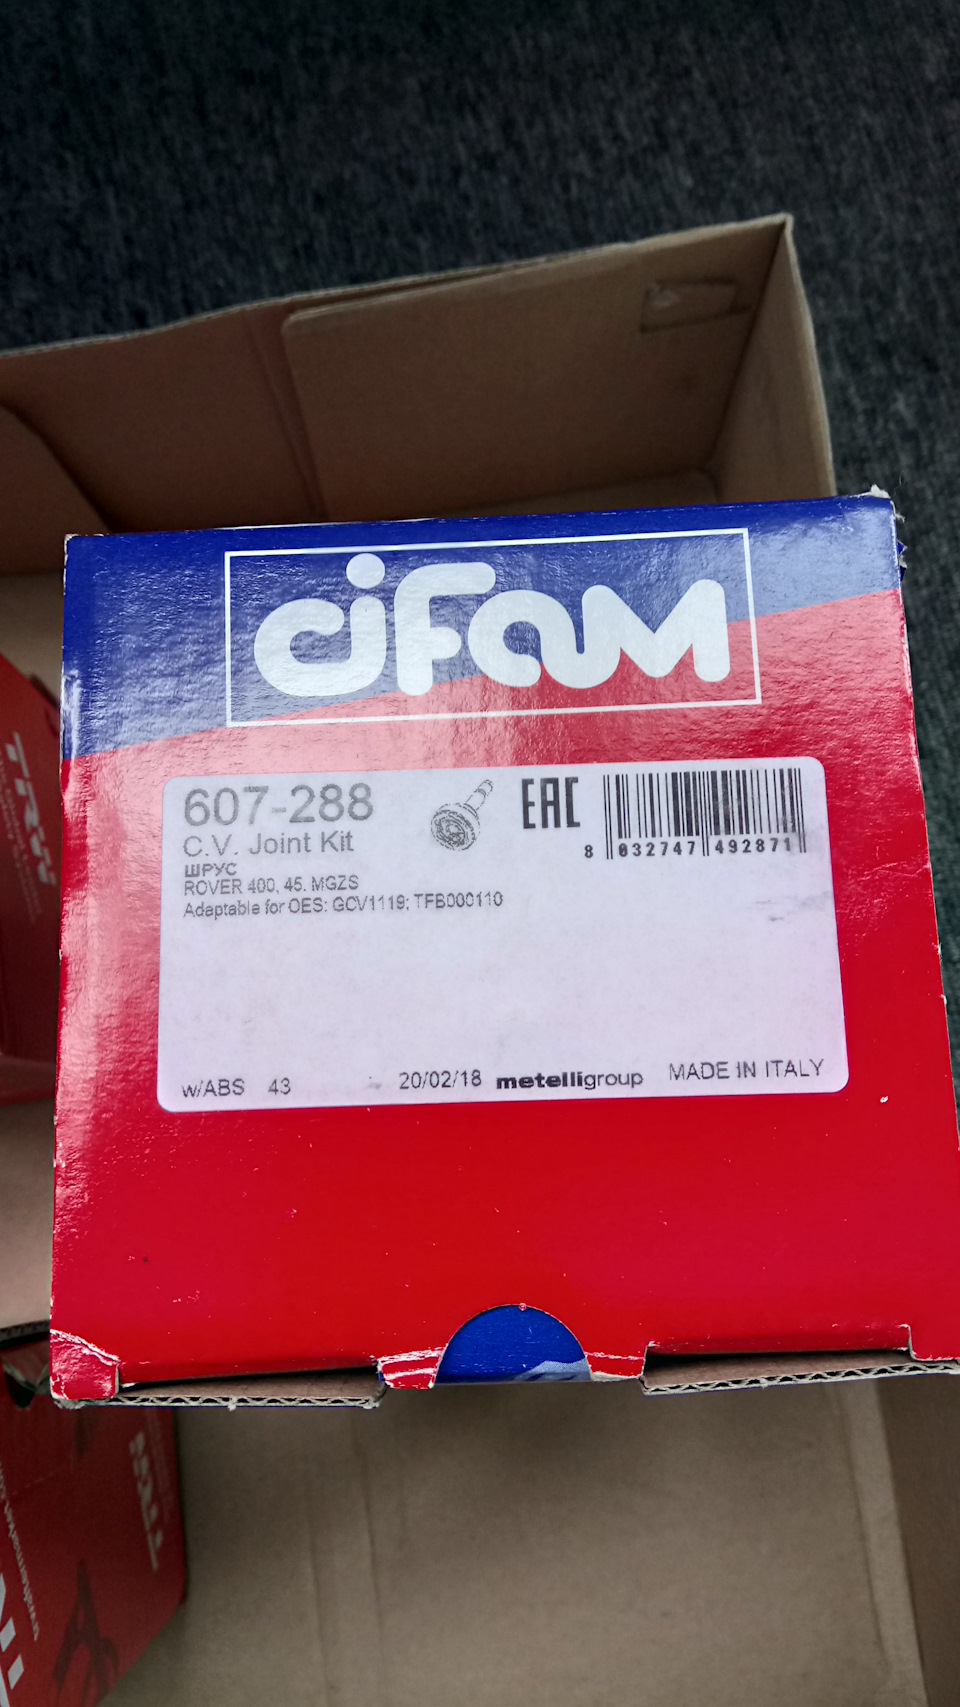 cifam
607-288
C.V. Joint Kit
ШРУС
ROVER 400, 45. MGZS
Adaptable for OES: GCV1119; TFB000110
EAC
8 032747 492871
w/ABS 43 20/02/18 metelligroup MADE IN ITALY
TRW